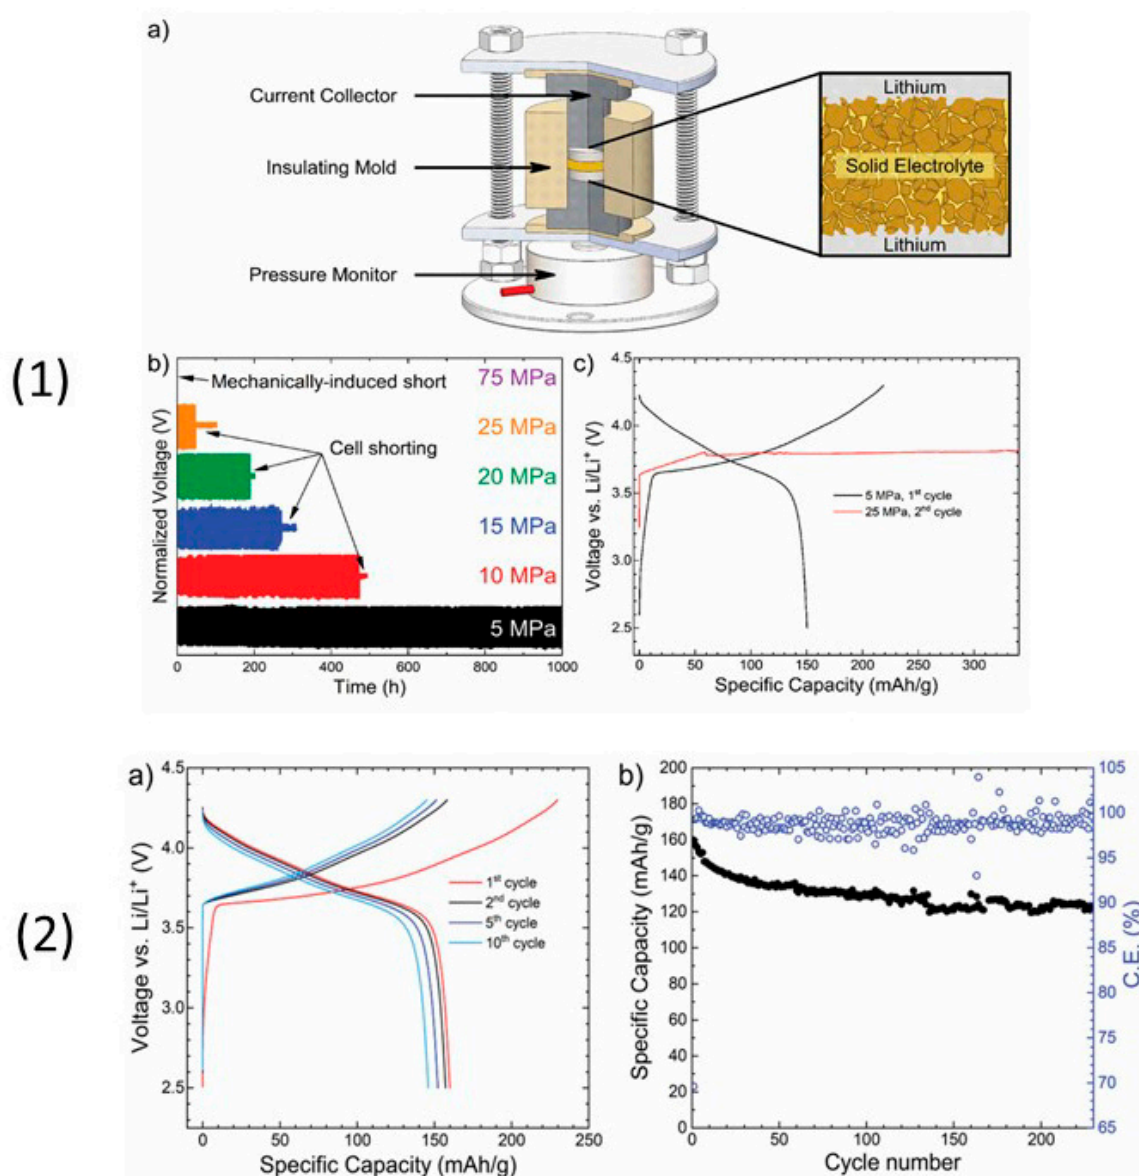 (1)
a)
Current Collector
Insulating Mold
Pressure Monitor
Lithium
Solid Electrolyte
Lithium
b)
Mechanically-induced short
75 MPa
25 MPa
Cell shorting
20 MPa
15 MPa
10 MPa
5 MPa
Normalized Voltage (V)
0 200 400 600 800 1000
Time (h)
c)
4.5
4.0
3.5
3.0
2.5
Voltage vs. Li/Li⁺ (V)
5 MPa, 1st cycle
25 MPa, 2nd cycle
0 50 100 150 200 250 300
Specific Capacity (mAh/g)
(2)
a)
4.5
4.0
3.5
3.0
2.5
Voltage vs. Li/Li⁺ (V)
1st cycle
2nd cycle
5th cycle
10th cycle
0 50 100 150 200 250
Specific Capacity (mAh/g)
b)
200
180
160
140
120
100
80
60
40
20
0
Specific Capacity (mAh/g)
105
100
95
90
85
80
75
70
65
C.E. (%)
0 50 100 150 200
Cycle number